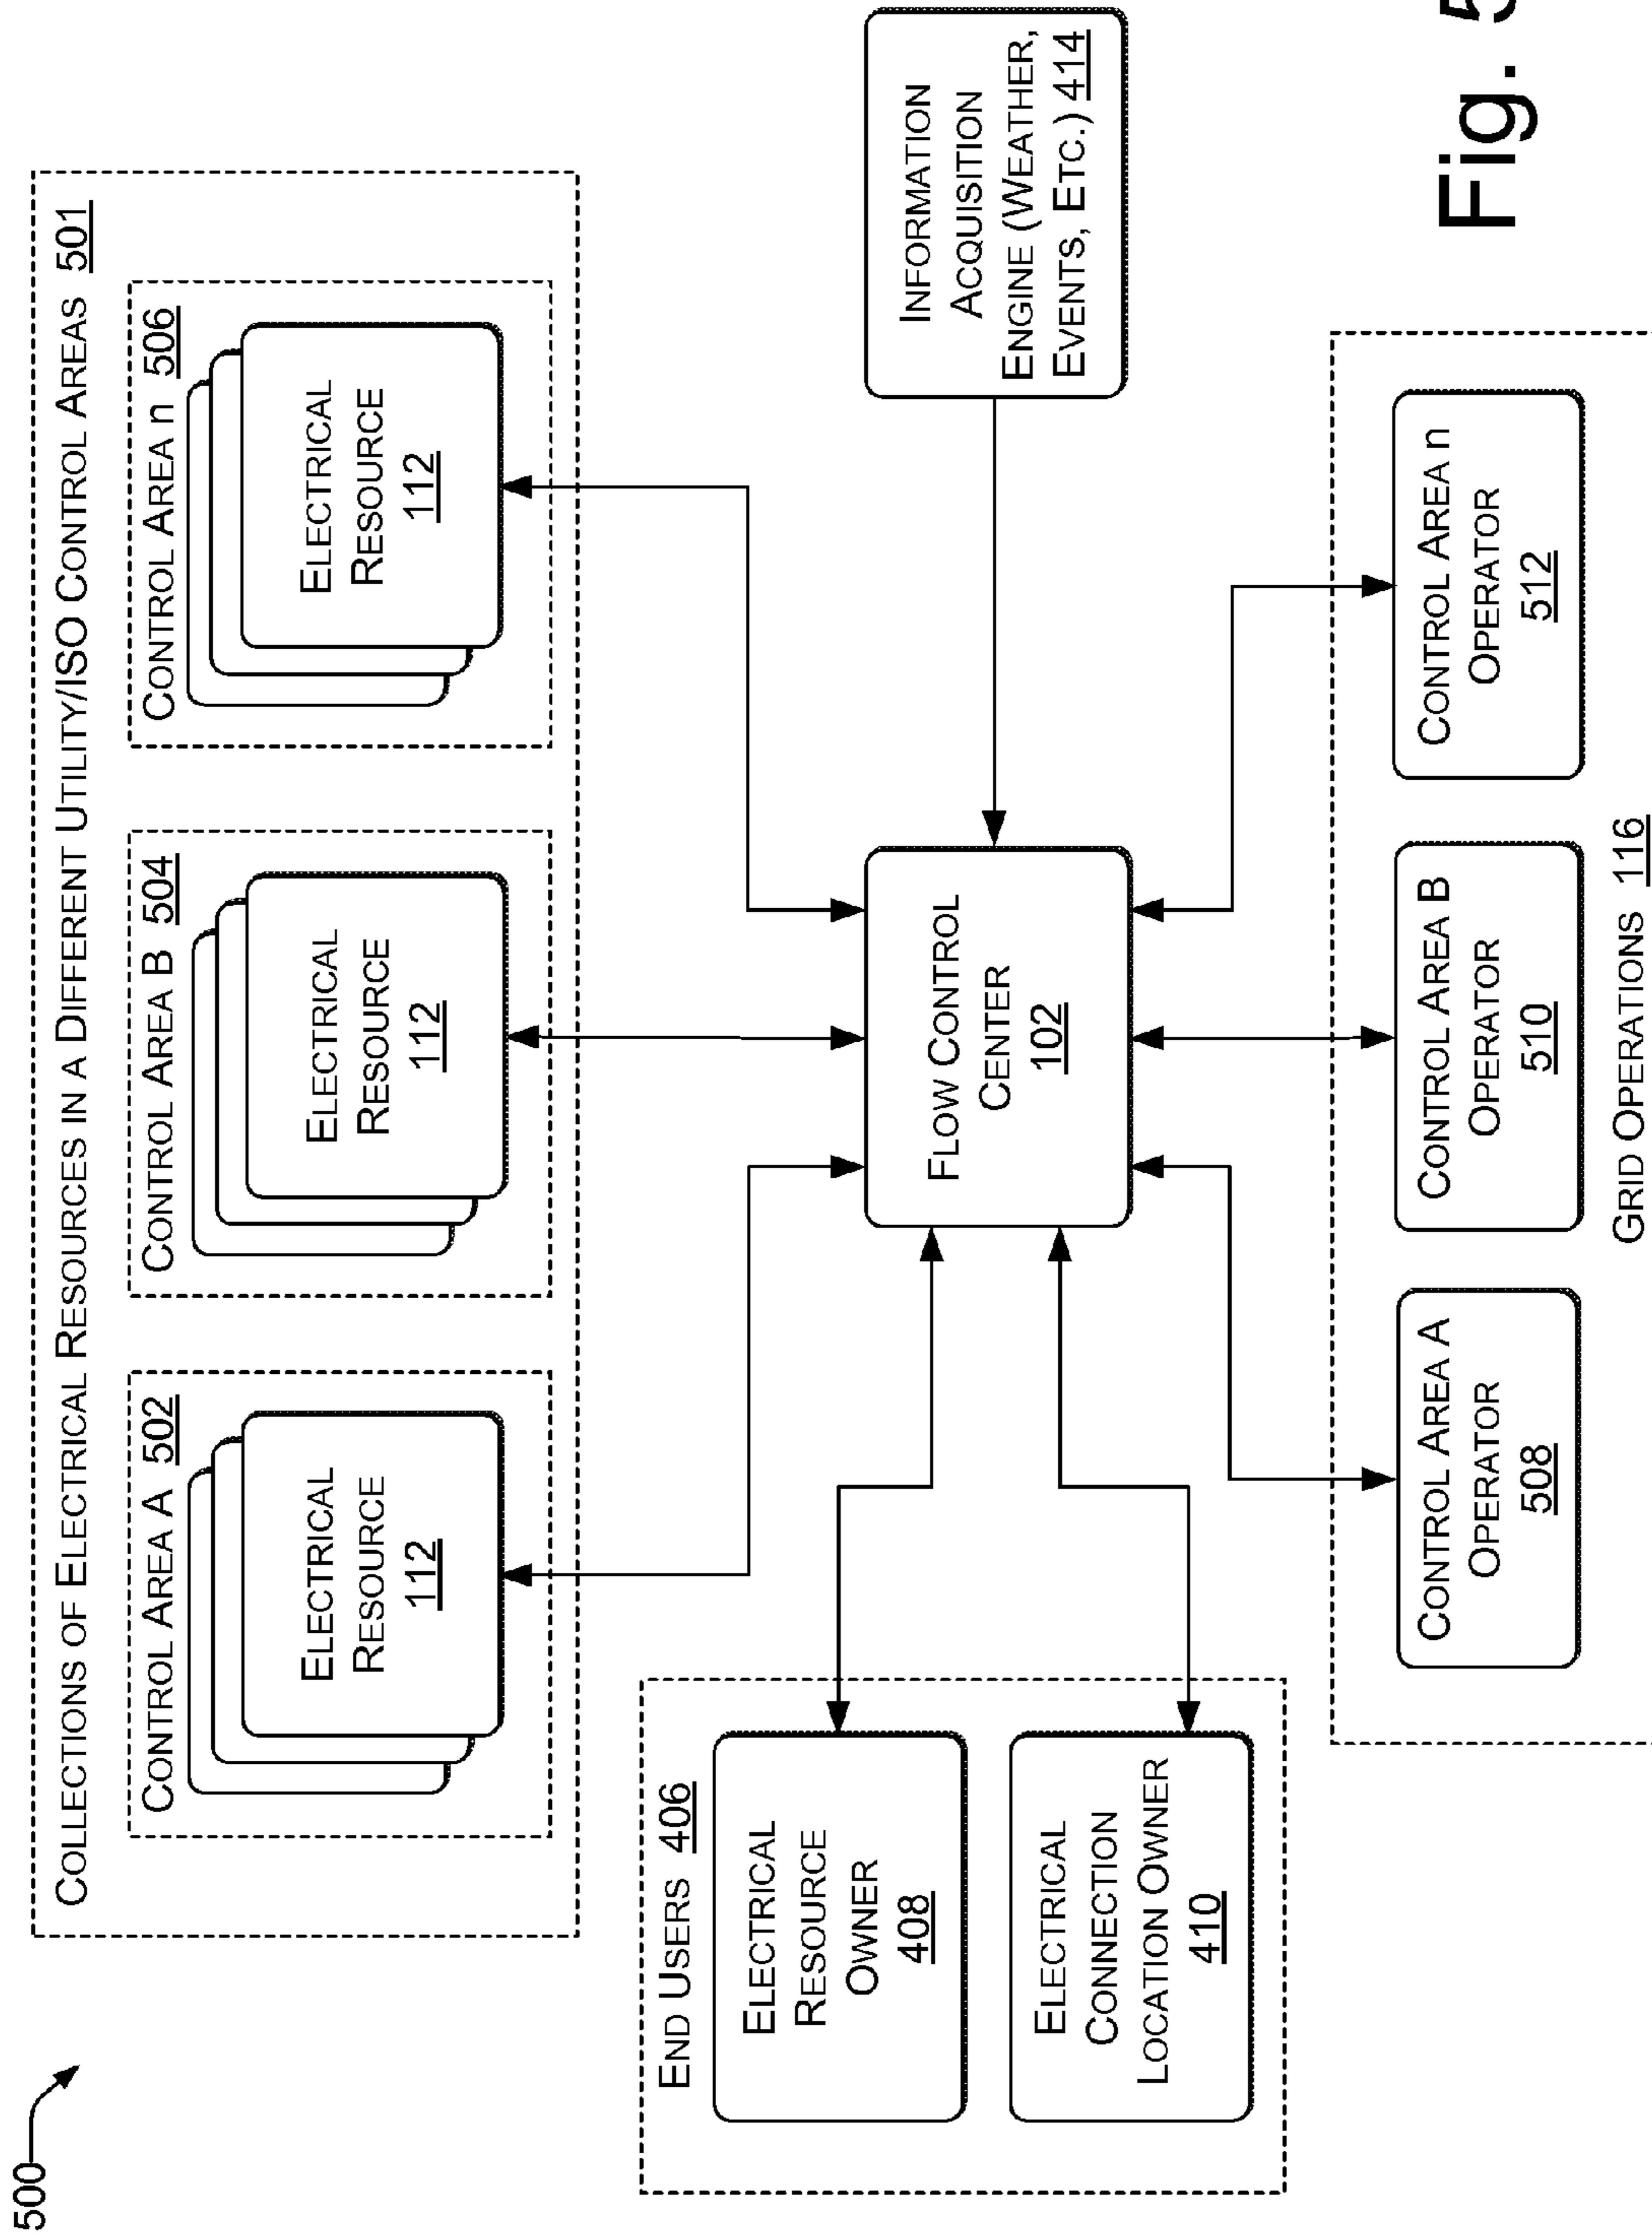 500
COLLECTIONS OF ELECTRICAL RESOURCES IN A DIFFERENT UTILITY/ISO CONTROL AREAS 501
CONTROL AREA A 502
ELECTRICAL
RESOURCE
112
CONTROL AREA B 504
ELECTRICAL
RESOURCE
112
CONTROL AREA n 506
ELECTRICAL
RESOURCE
112
END USERS 406
ELECTRICAL
RESOURCE
OWNER
408
ELECTRICAL
CONNECTION
LOCATION OWNER
410
FLOW CONTROL
CENTER
102
INFORMATION
ACQUISITION
ENGINE (WEATHER,
EVENTS, ETC.) 414
CONTROL AREA A
OPERATOR
508
CONTROL AREA B
OPERATOR
510
CONTROL AREA n
OPERATOR
512
GRID OPERATIONS 116
Fig. 5